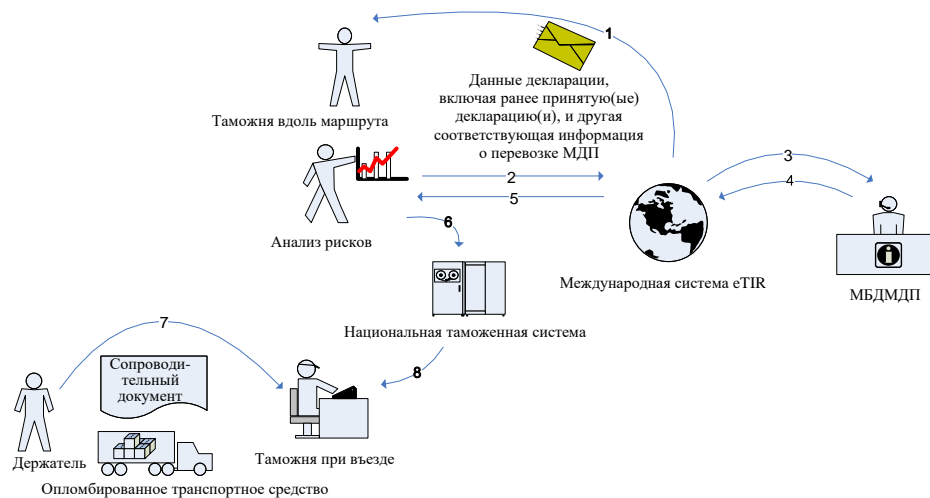 1
Данные декларации,
включая ранее принятую(ые)
декларацию(и), и другая
соответствующая информация
о перевозке МДП
Таможня вдоль маршрута
2
5
3
4
Анализ рисков
6
Международная система eTIR
МБДМДП
Национальная таможенная система
7
8
Сопроводи-
тельный
документ
Держатель
Таможня при въезде
Опломбированное транспортное средство